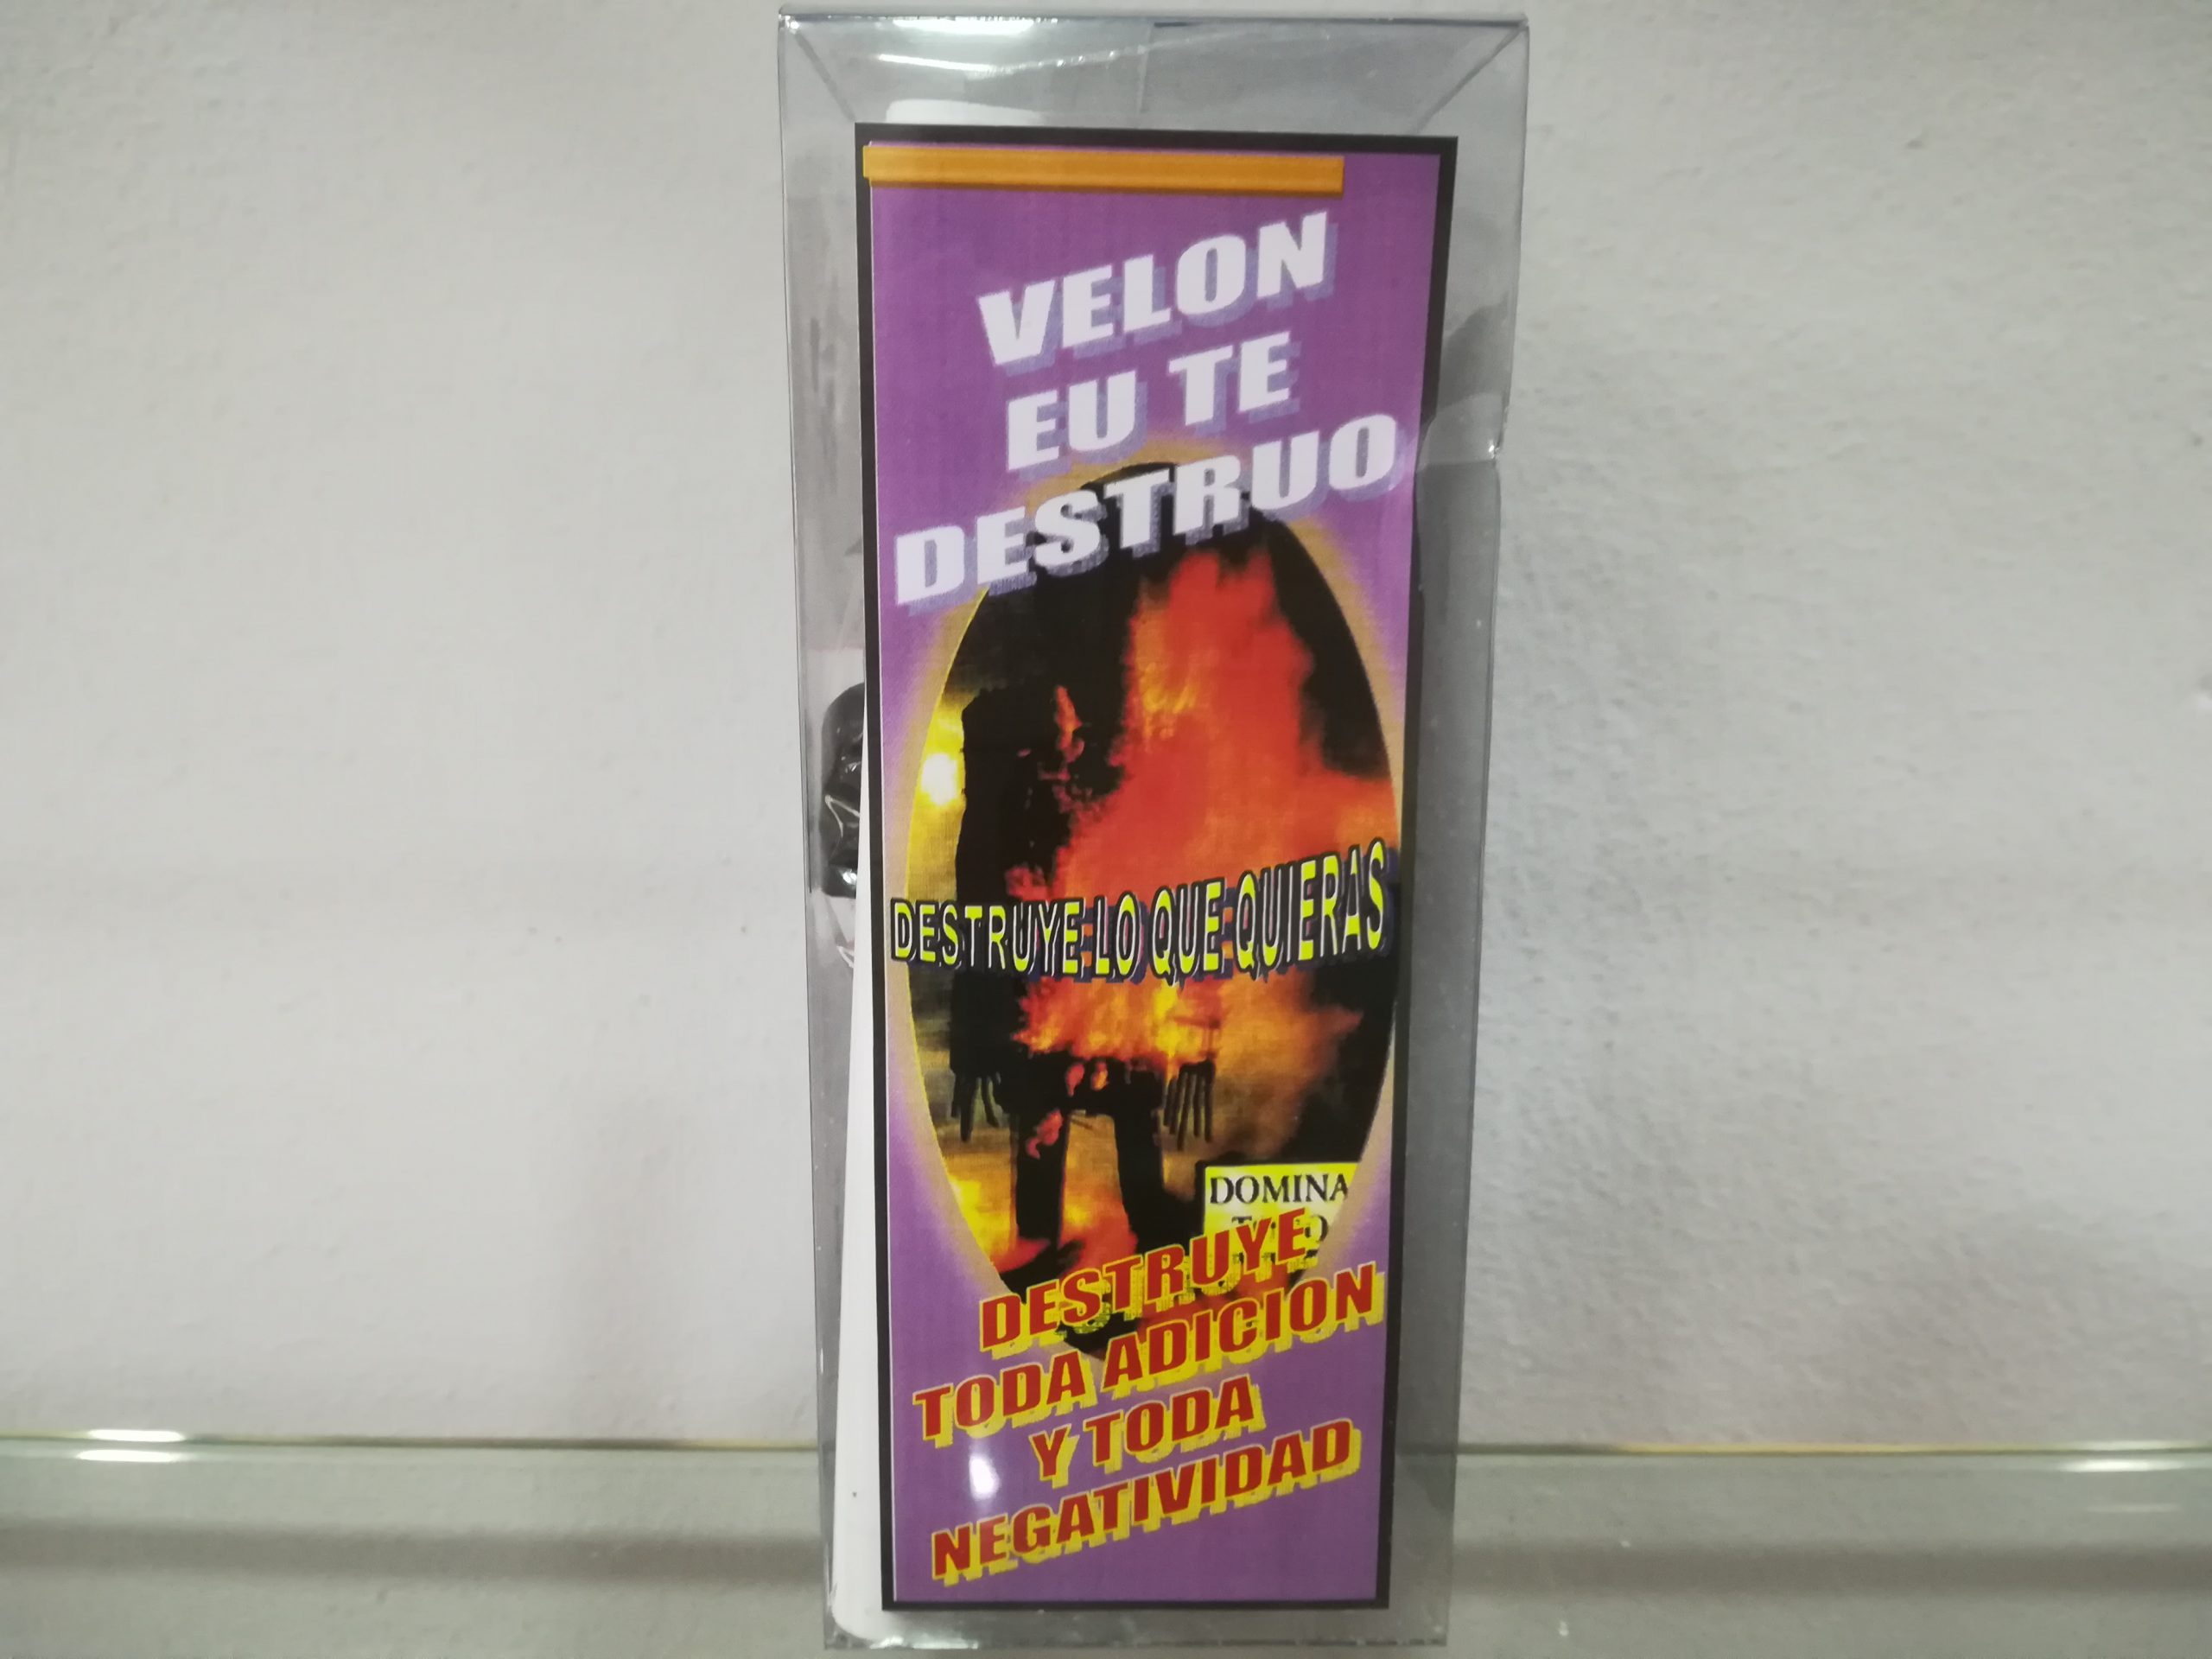 VELON
EU TE
DESTRUO
DESTRUYE LO QUE QUIERAS
DOMINA
DESTRUYE
TODA ADICION
Y TODA
NEGATIVIDAD